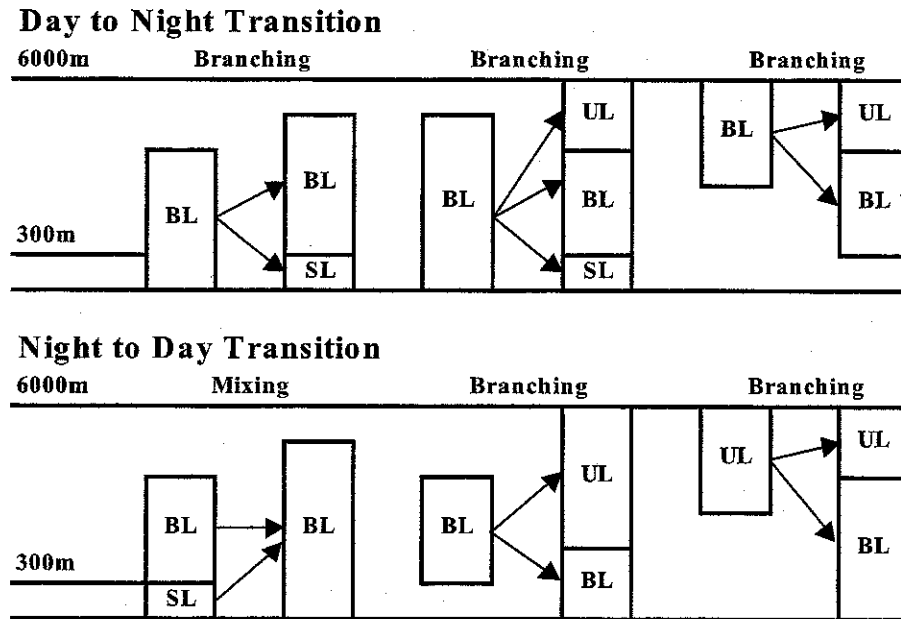 Day to Night Transition
6000m Branching Branching Branching
UL UL
BL
BL
BL BL BL BL
300m
SL SL
Night to Day Transition
6000m Mixing Branching Branching
UL
UL UL
BL BL BL
BL
300m
BL
SL